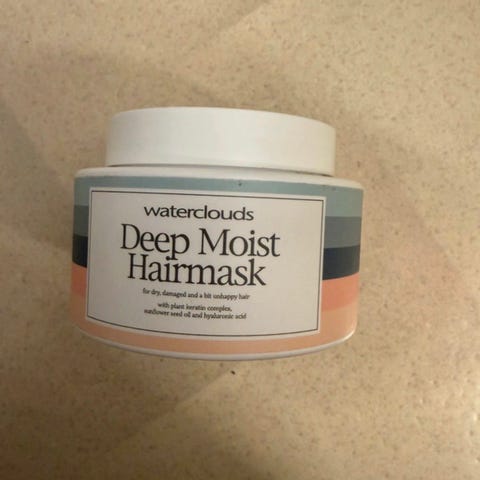 waterclouds
Deep Moist
Hairmask
for dry, damaged and a bit unhappy hair
with plant keratin complex,
sunflower seed oil and hyaluronic acid